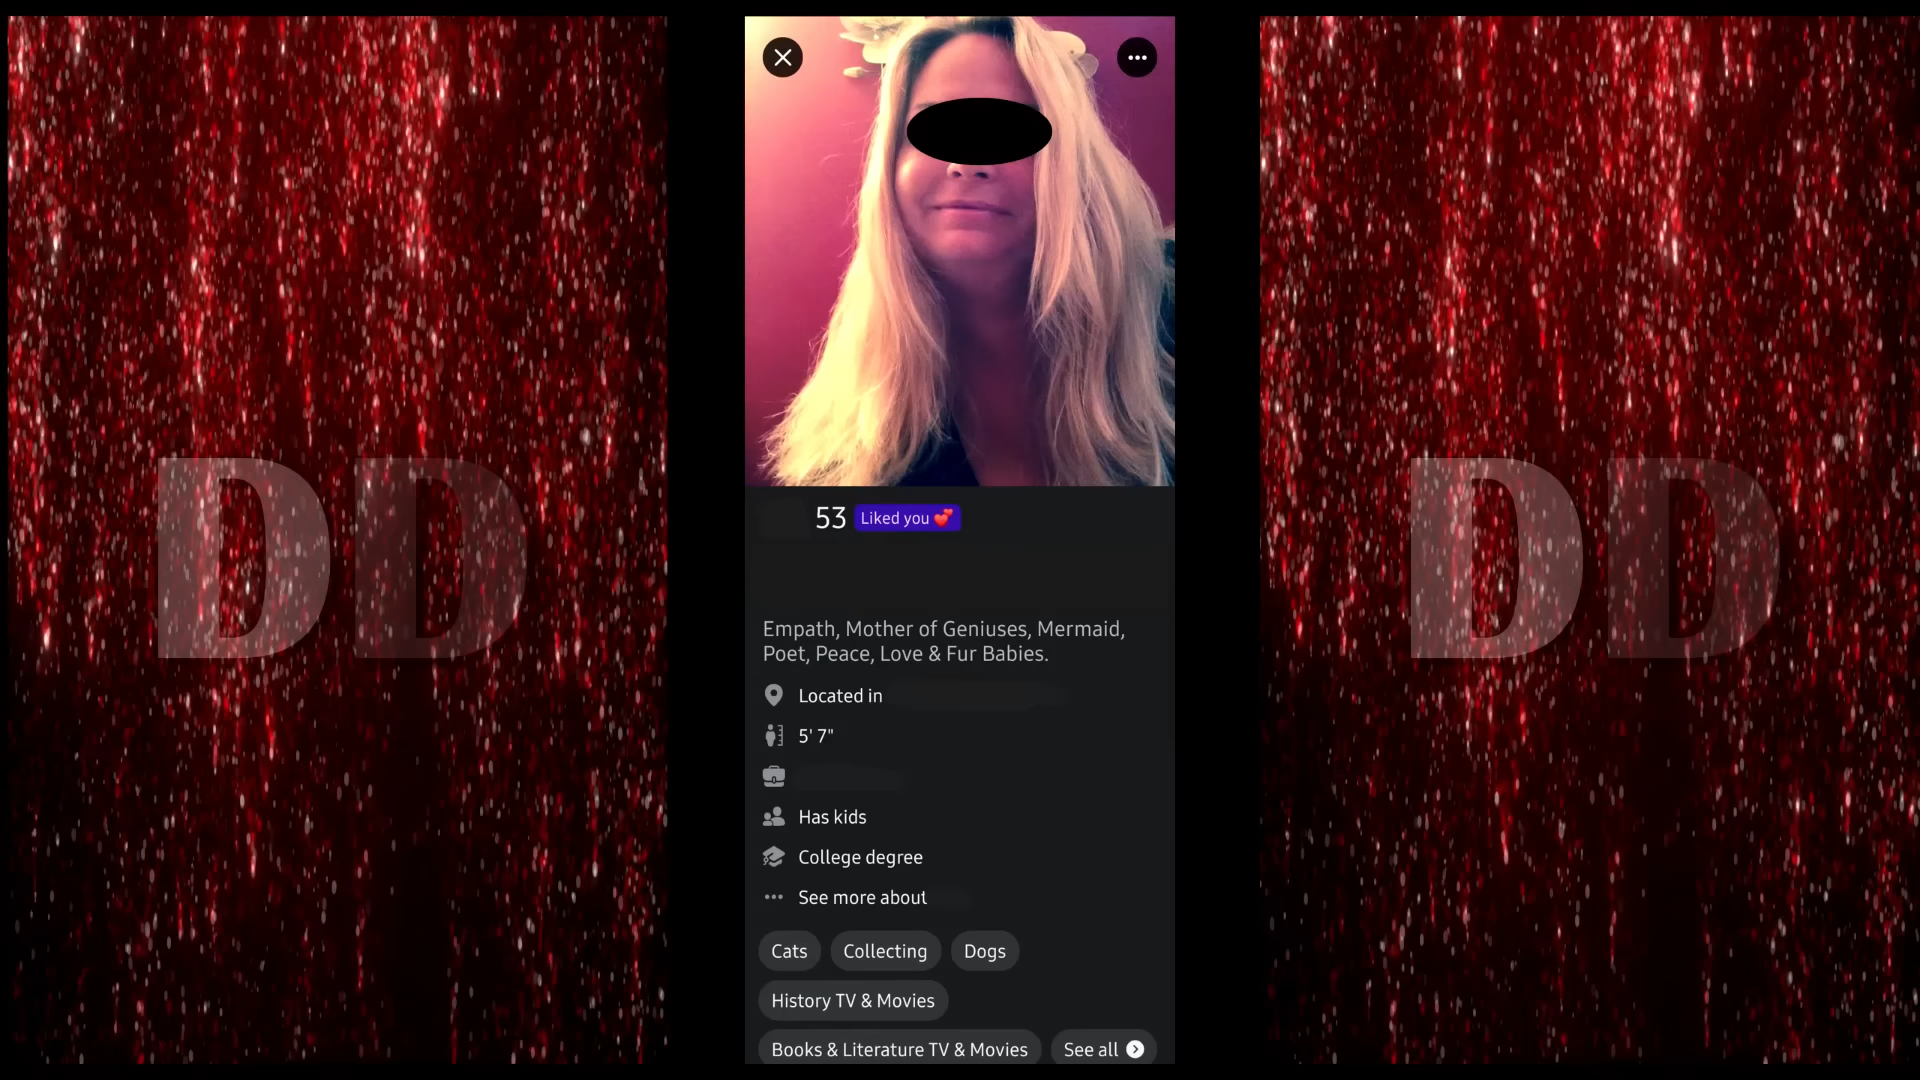 53 Liked you 💕
Empath, Mother of Geniuses, Mermaid,
Poet, Peace, Love & Fur Babies.
Located in
5' 7"
Has kids
College degree
See more about
Cats Collecting Dogs
History TV & Movies
Books & Literature TV & Movies See all
DD
DD